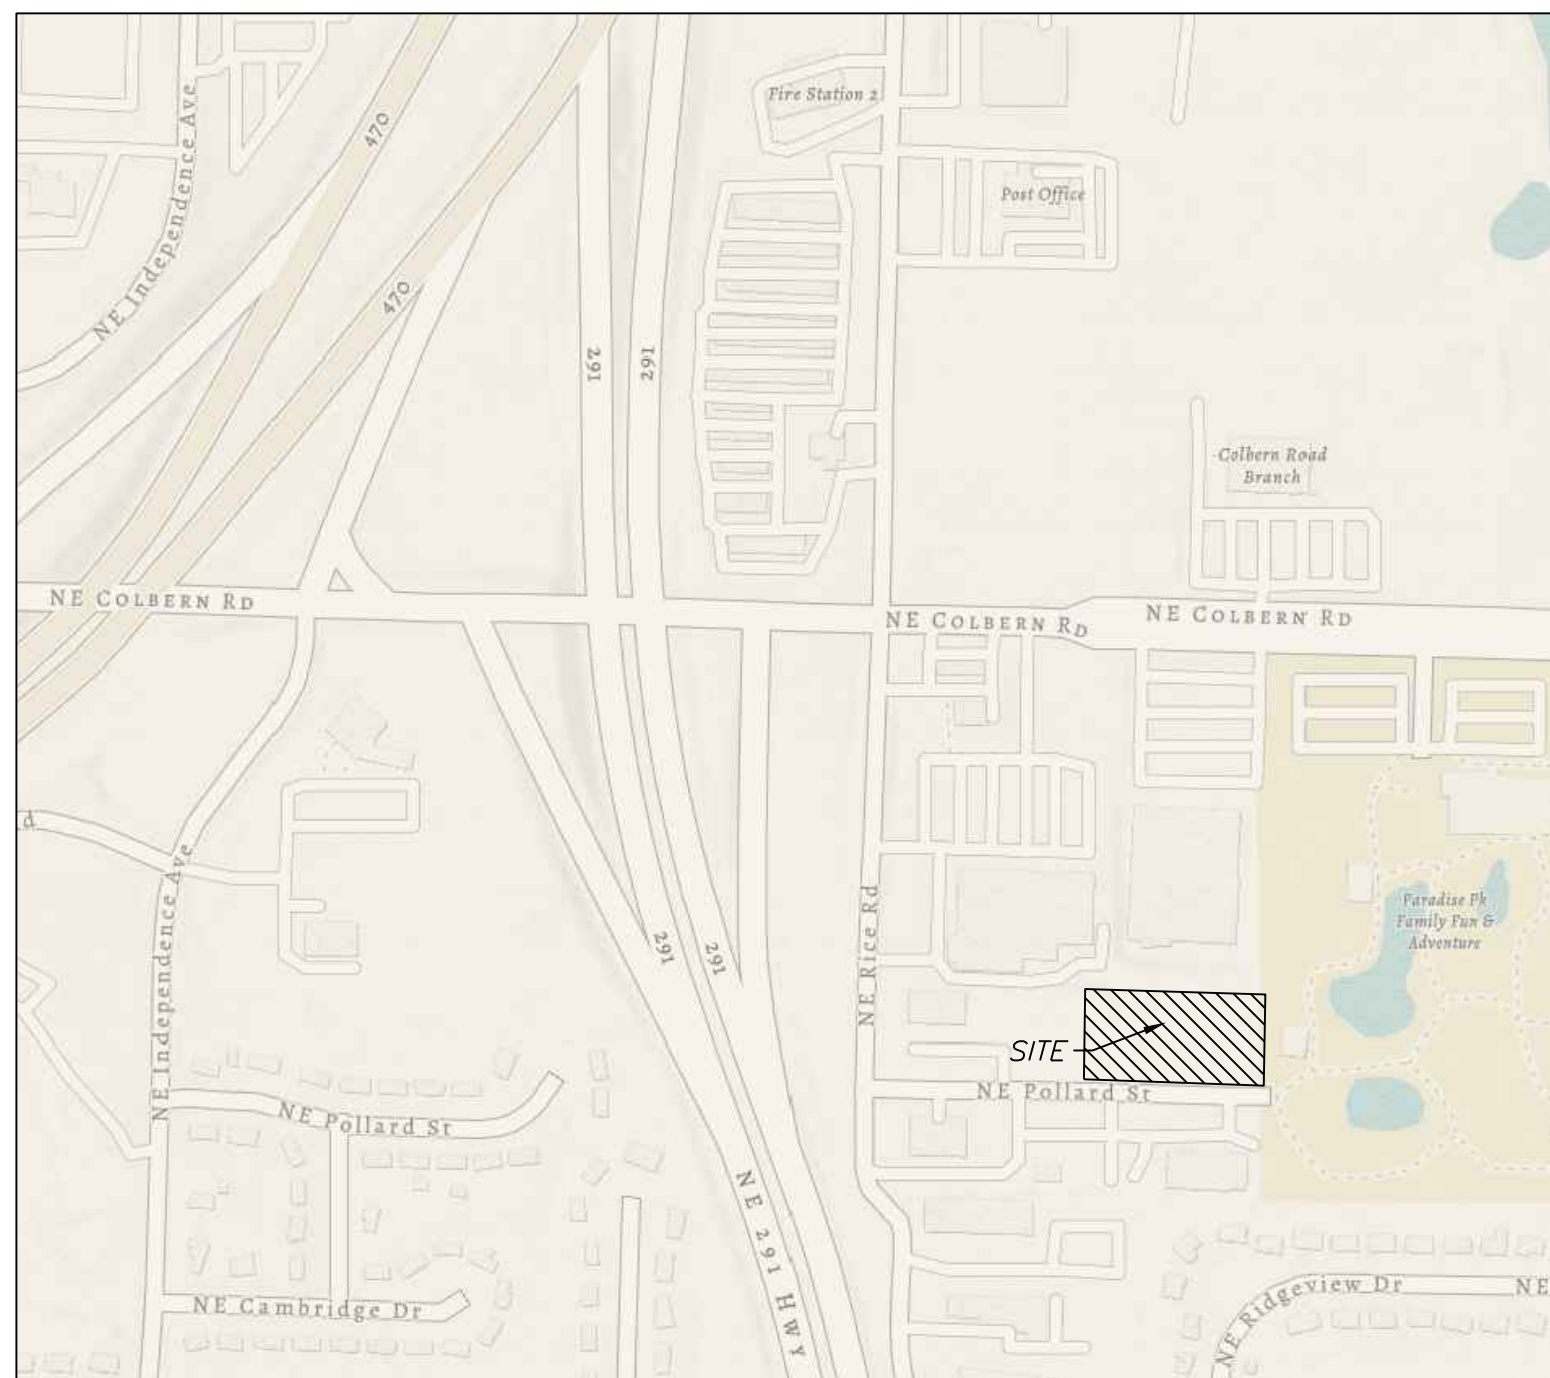 NE Independence Ave
470
Fire Station 2
Post Office
470
291
291
Colbern Road
Branch
NE COLBERN RD
NE COLBERN RD
NE COLBERN RD
d
NE Independence Ave
NE Rice Rd
Paradise Pk
Family Fun &
Adventure
291
291
SITE
NE Pollard St
NE Pollard St
NE 291 HWY
NE Cambridge Dr
NE Ridgeview Dr
NE